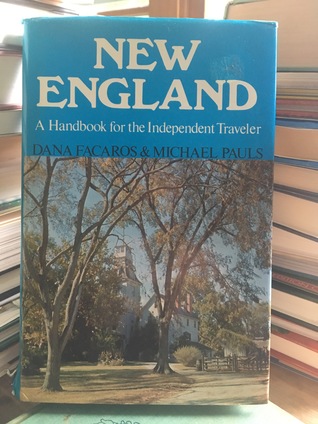 NEW
ENGLAND
A Handbook for the Independent Traveler
DANA FACAROS & MICHAEL PAULS